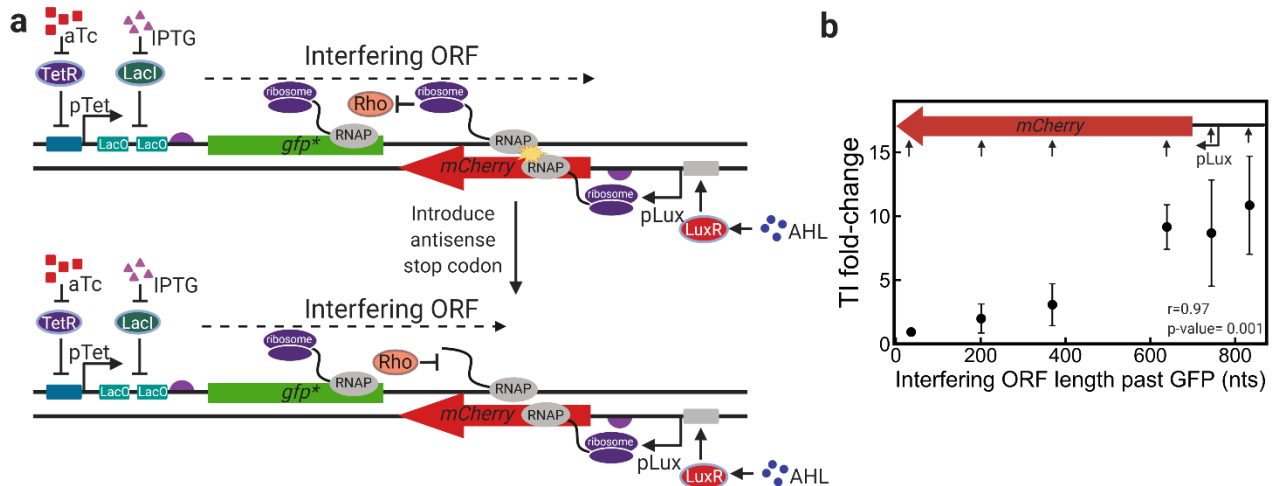 a
aTc
IPTG
TetR
LacI
pTet
LacO
LacO
Interfering ORF
ribosome
Rho
ribosome
RNAP
gfp*
RNAP
RNAP
mCherry
ribosome
pLux
LuxR
AHL
Introduce
antisense
stop codon
aTc
IPTG
TetR
LacI
pTet
LacO
LacO
Interfering ORF
ribosome
Rho
RNAP
gfp*
RNAP
mCherry
RNAP
ribosome
pLux
LuxR
AHL
b
mCherry
pLux
15
10
5
0
TI fold-change
r=0.97
p-value= 0.001
0
200
400
600
800
Interfering ORF length past GFP (nts)